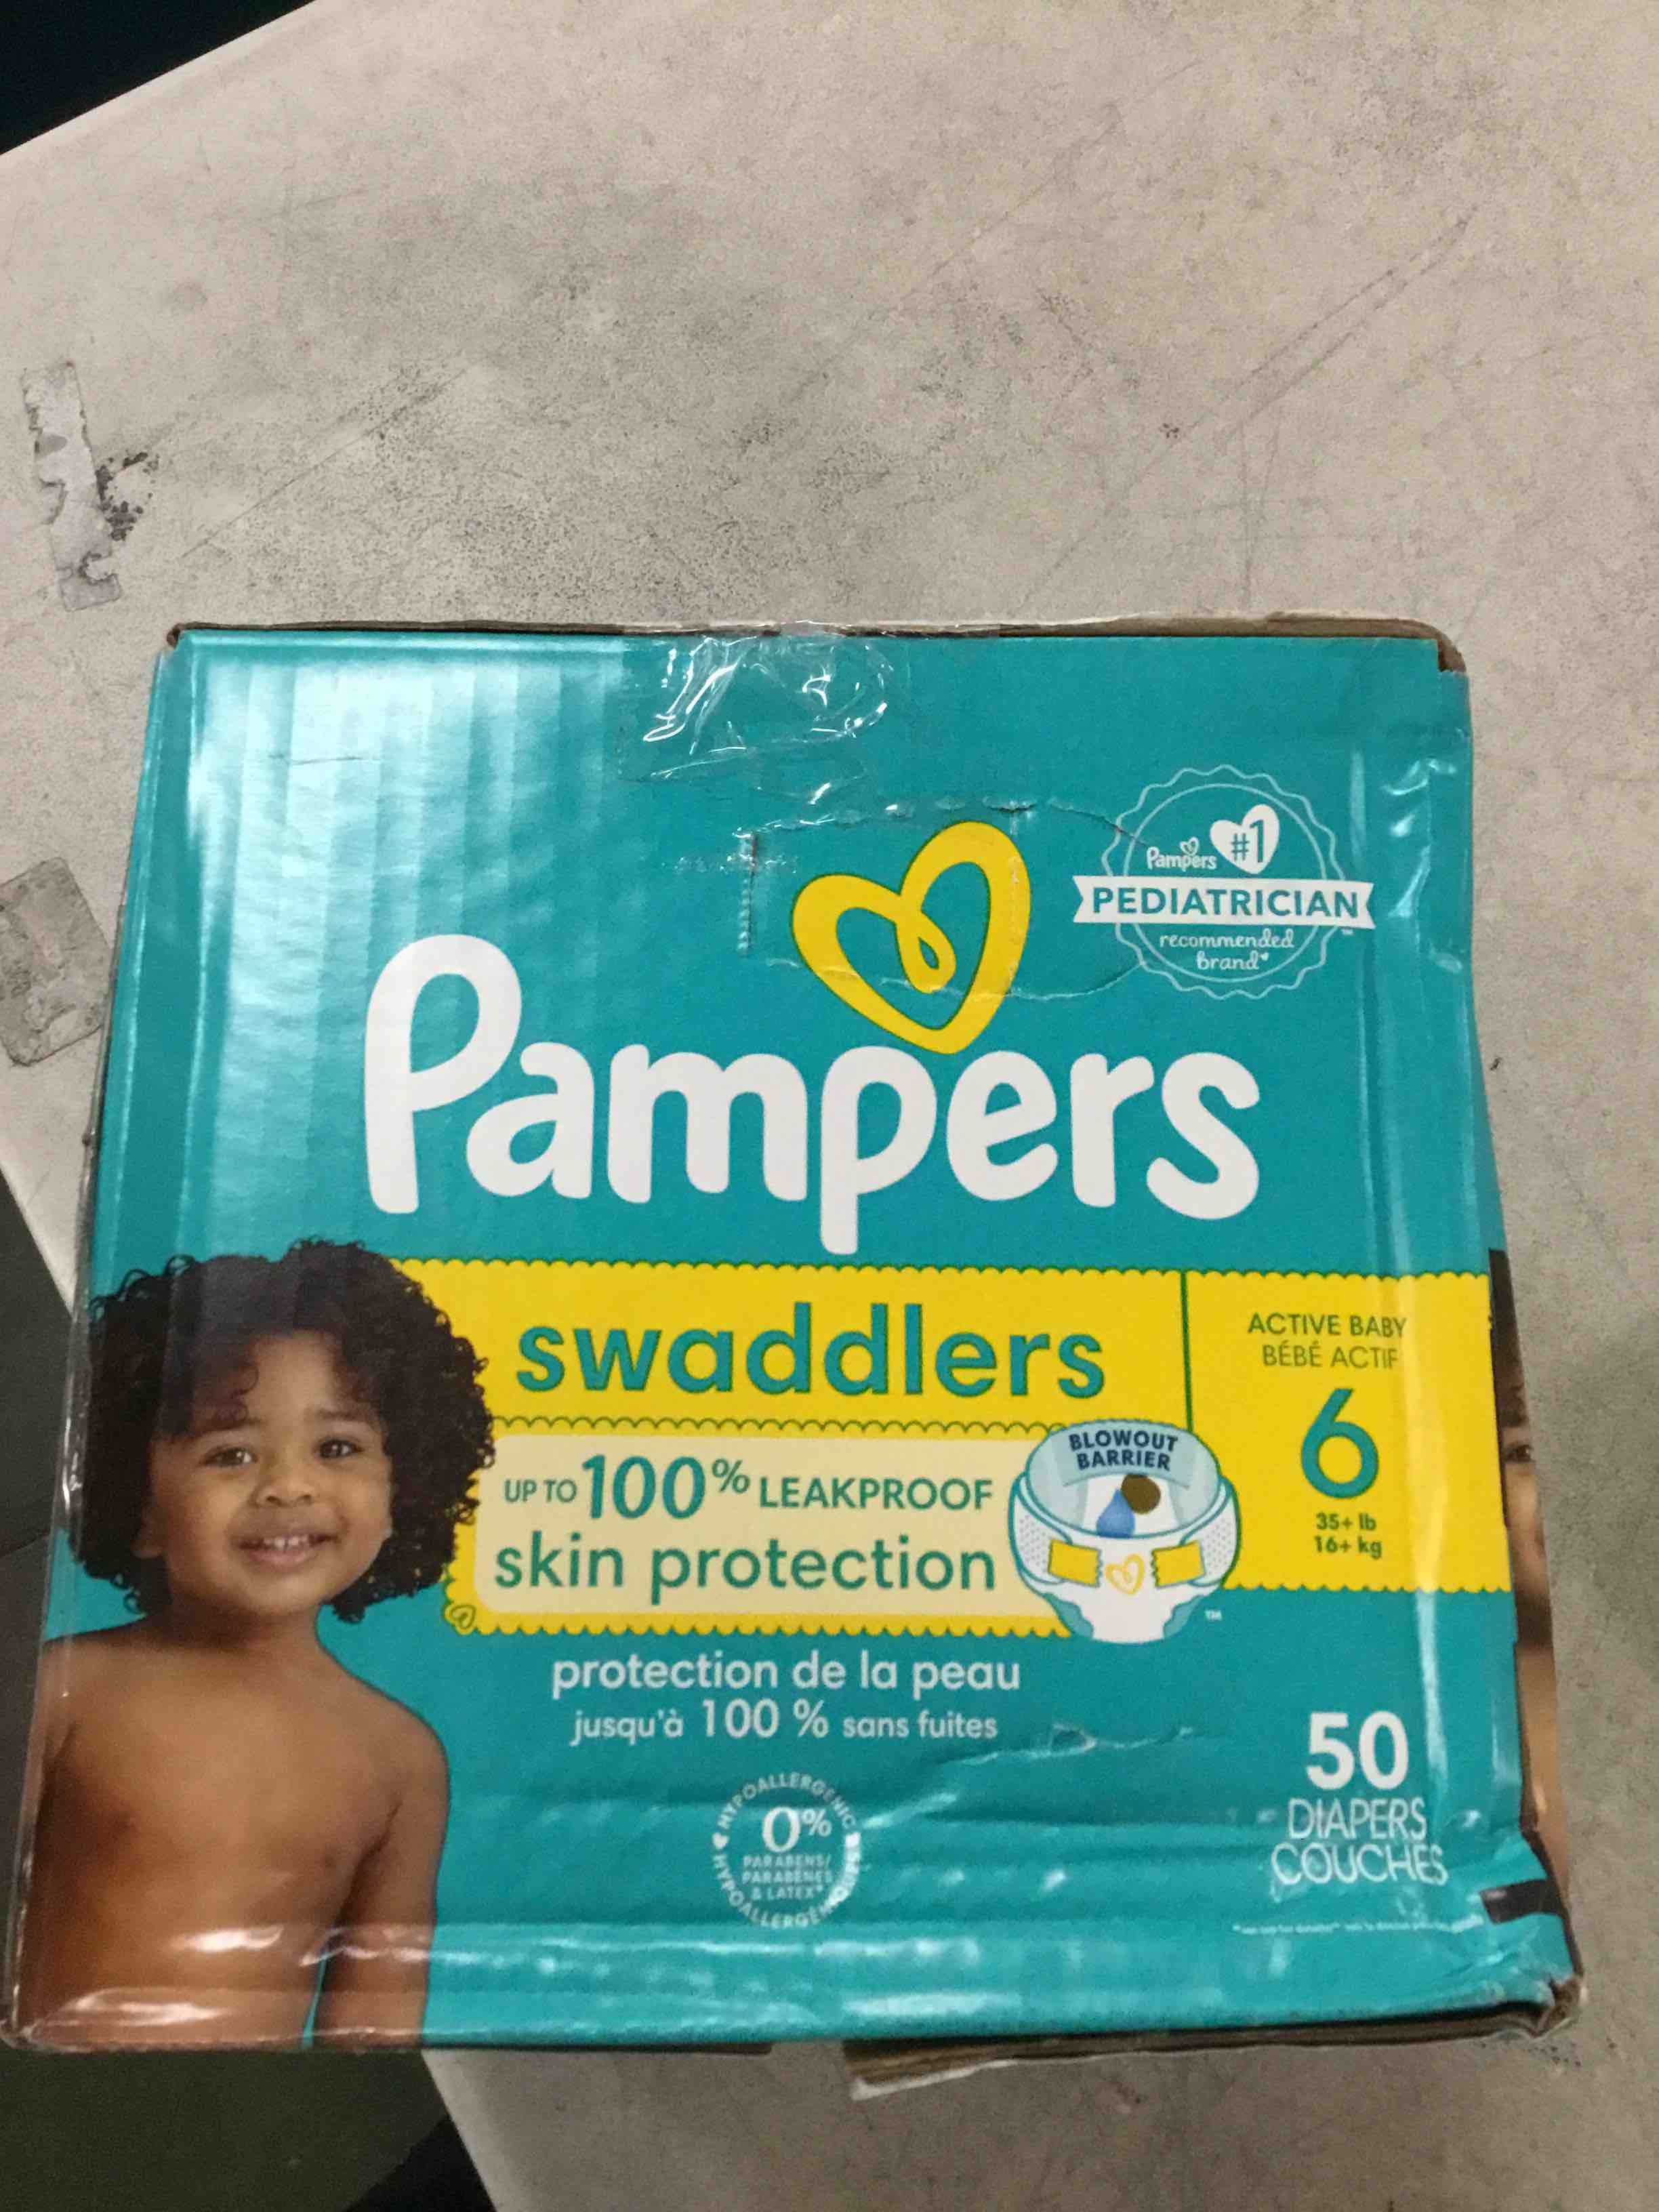 Pampers #1
PEDIATRICIAN
recommended
brand
Pampers
swaddlers
ACTIVE BABY
BÉBÉ ACTIF
6
35+ lb
16+ kg
BLOWOUT
BARRIER
UP TO 100% LEAKPROOF
skin protection
TM
protection de la peau
jusqu'à 100 % sans fuites
50
DIAPERS
COUCHES
HYPOALLERGENIC
0%
PARABENS/
PARABÈNES
& LATEX*